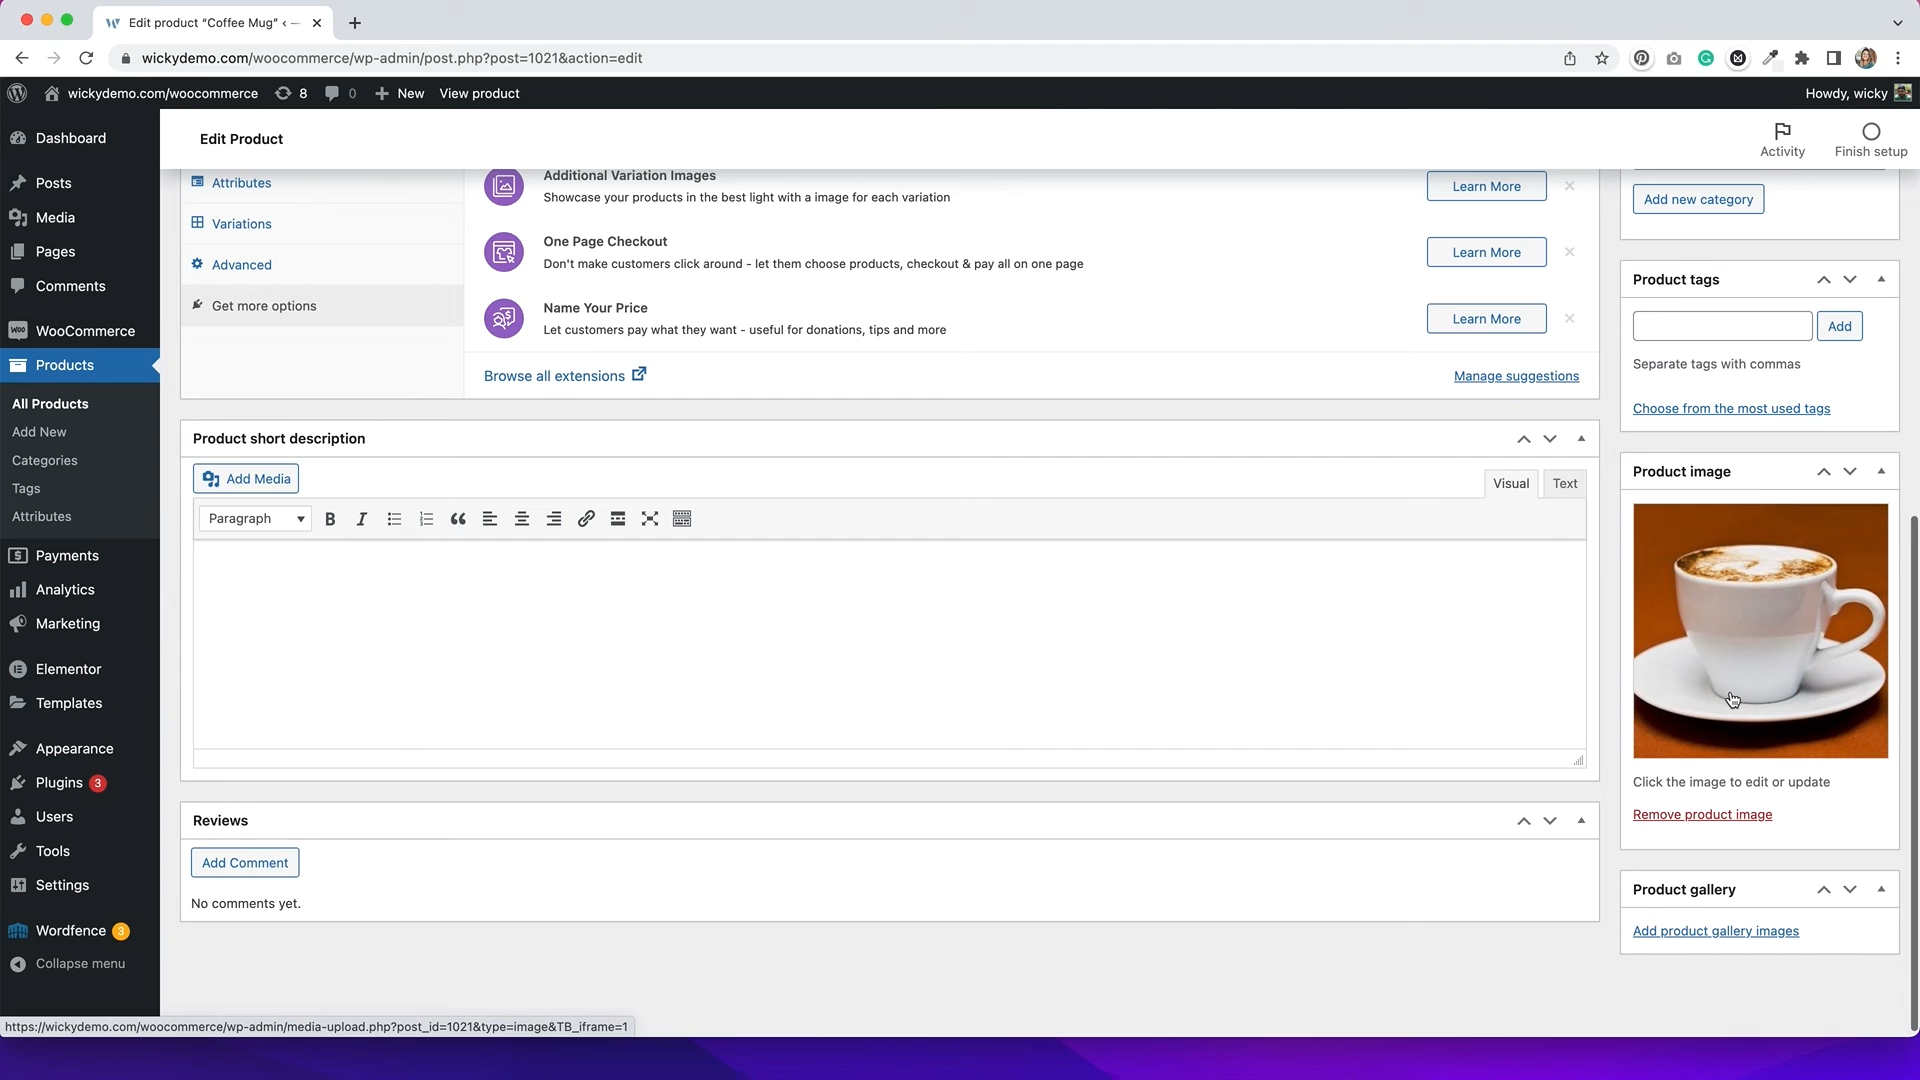 Edit product “Coffee Mug” ‹ —
wickydemo.com/woocommerce/wp-admin/post.php?post=1021&action=edit
wickydemo.com/woocommerce
8
0
New
View product
Howdy, wicky
Dashboard
Posts
Media
Pages
Comments
WooCommerce
Products
All Products
Add New
Categories
Tags
Attributes
Payments
Analytics
Marketing
Elementor
Templates
Appearance
Plugins 3
Users
Tools
Settings
Wordfence 3
Collapse menu
Edit Product
Activity
Finish setup
Attributes
Variations
Advanced
Get more options
Additional Variation Images
Showcase your products in the best light with a image for each variation
Learn More
One Page Checkout
Don't make customers click around - let them choose products, checkout & pay all on one page
Learn More
Name Your Price
Let customers pay what they want - useful for donations, tips and more
Learn More
Browse all extensions
Manage suggestions
Product short description
Add Media
Visual
Text
Paragraph
B
I
Reviews
Add Comment
No comments yet.
Add new category
Product tags
Add
Separate tags with commas
Choose from the most used tags
Product image
Click the image to edit or update
Remove product image
Product gallery
Add product gallery images
https://wickydemo.com/woocommerce/wp-admin/media-upload.php?post_id=1021&type=image&TB_iframe=1